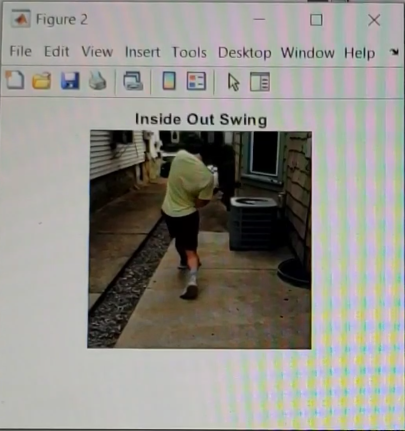 Figure 2
File Edit View Insert Tools Desktop Window Help
Inside Out Swing